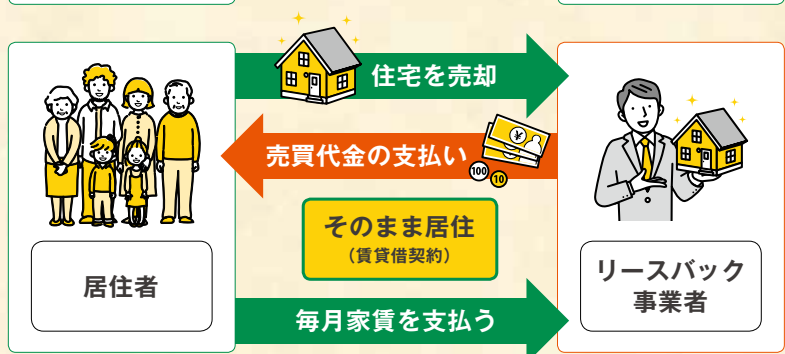 住宅を売却
売買代金の支払い
¥
100
10
そのまま居住
（賃貸借契約）
居住者
リースバック
事業者
毎月家賃を支払う